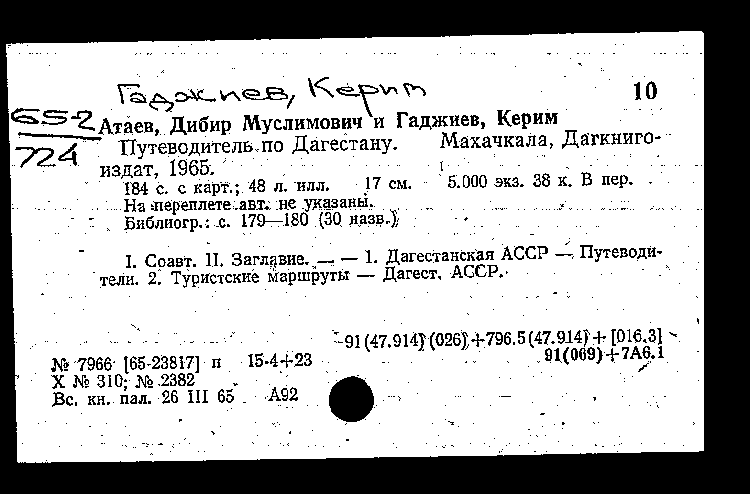 Гаджиев, Керим
10
65-2
724
Атаев, Дибир Муслимович и Гаджиев, Керим
Путеводитель по Дагестану. Махачкала, Дагкниго-
издат, 1965.
184 с. с карт.; 48 л. илл. 17 см. 5.000 экз. 38 к. В пер.
На переплете авт. не указаны.
Библиогр.: с. 179—180 (30 назв.)
I. Соавт. II. Заглавие. — — 1. Дагестанская АССР — Путеводи-
тели. 2. Туристские маршруты — Дагест. АССР.
91(47.914)(026)+796.5(47.914)+[016.3]
91(069)+7А6.1
№ 7966 [65-23817] п 15-4+23
Х № 310; № 2382
Вс. кн. пал. 26 III 65 А92